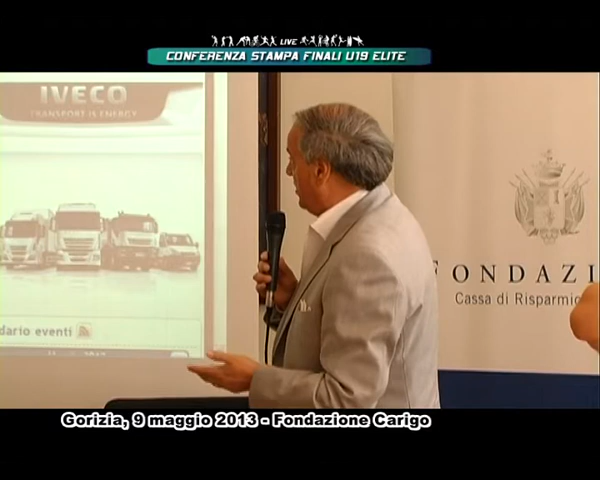 LIVE
CONFERENZA STAMPA FINALI U19 ELITE
IVECO
TRANSPORT IS ENERGY
FONDAZI
Cassa di Risparmio
dario eventi
Gorizia, 9 maggio 2013 - Fondazione Carigo